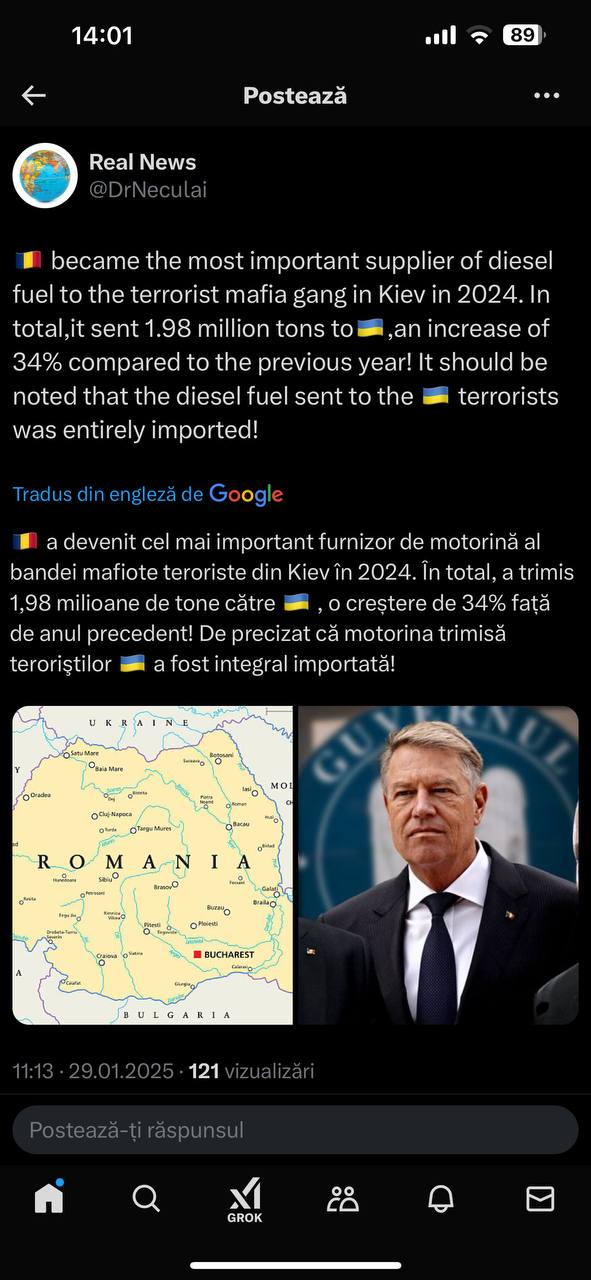 14:01
89
Postează
Real News
@DrNeculai
🇷🇴 became the most important supplier of diesel
fuel to the terrorist mafia gang in Kiev in 2024. In
total,it sent 1.98 million tons to🇺🇦,an increase of
34% compared to the previous year! It should be
noted that the diesel fuel sent to the 🇺🇦 terrorists
was entirely imported!
Tradus din engleză de Google
🇷🇴 a devenit cel mai important furnizor de motorină al
bandei mafiote teroriste din Kiev în 2024. În total, a trimis
1,98 milioane de tone către 🇺🇦 , o creștere de 34% față
de anul precedent! De precizat că motorina trimisă
teroriştilor 🇺🇦 a fost integral importată!
UKRAINE
Satu Mare
Baia Mare
Suceava
Botosani
Oradea
Dej
Bistrita
Piatra
Neamt
Iasi
Roman
MOL
Cluj-Napoca
Turda
Targu Mures
Bacau
Husi
Barlad
ROMANIA
Hunedoara
Sibiu
Brasov
Focsani
Galati
Braila
Resita
Petrosani
Targu Jiu
Ramnicu
Valcea
Buzau
Pitesti
Ploiesti
Targoviste
Drobeta-Turnu
Severin
Craiova
Slatina
BUCHAREST
Calarasi
Calafat
Giurgiu
BULGARIA
GUVERNUL
11:13 · 29.01.2025 · 121 vizualizări
Postează-ți răspunsul
GROK